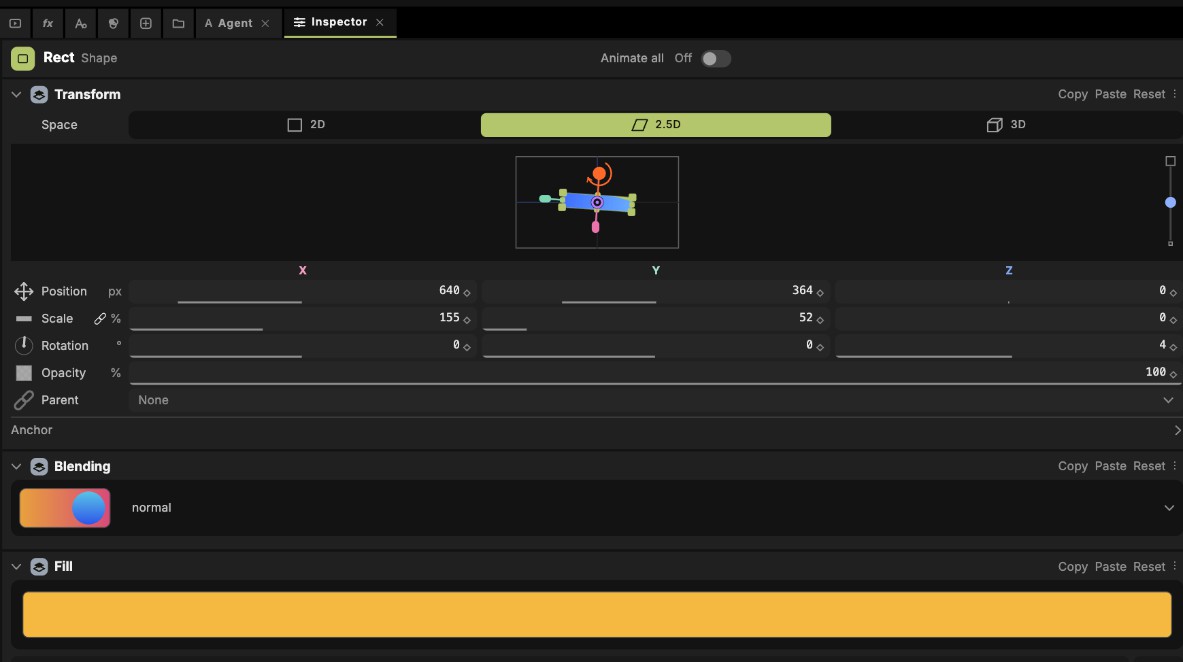 fx A Agent Inspector
Rect Shape Animate all Off
Transform Copy Paste Reset
Space 2D 2.5D 3D
X Y Z
Position px 640 364 0
Scale % 155 52 0
Rotation ° 0 0 4
Opacity % 100
Parent None
Anchor
Blending Copy Paste Reset
normal
Fill Copy Paste Reset